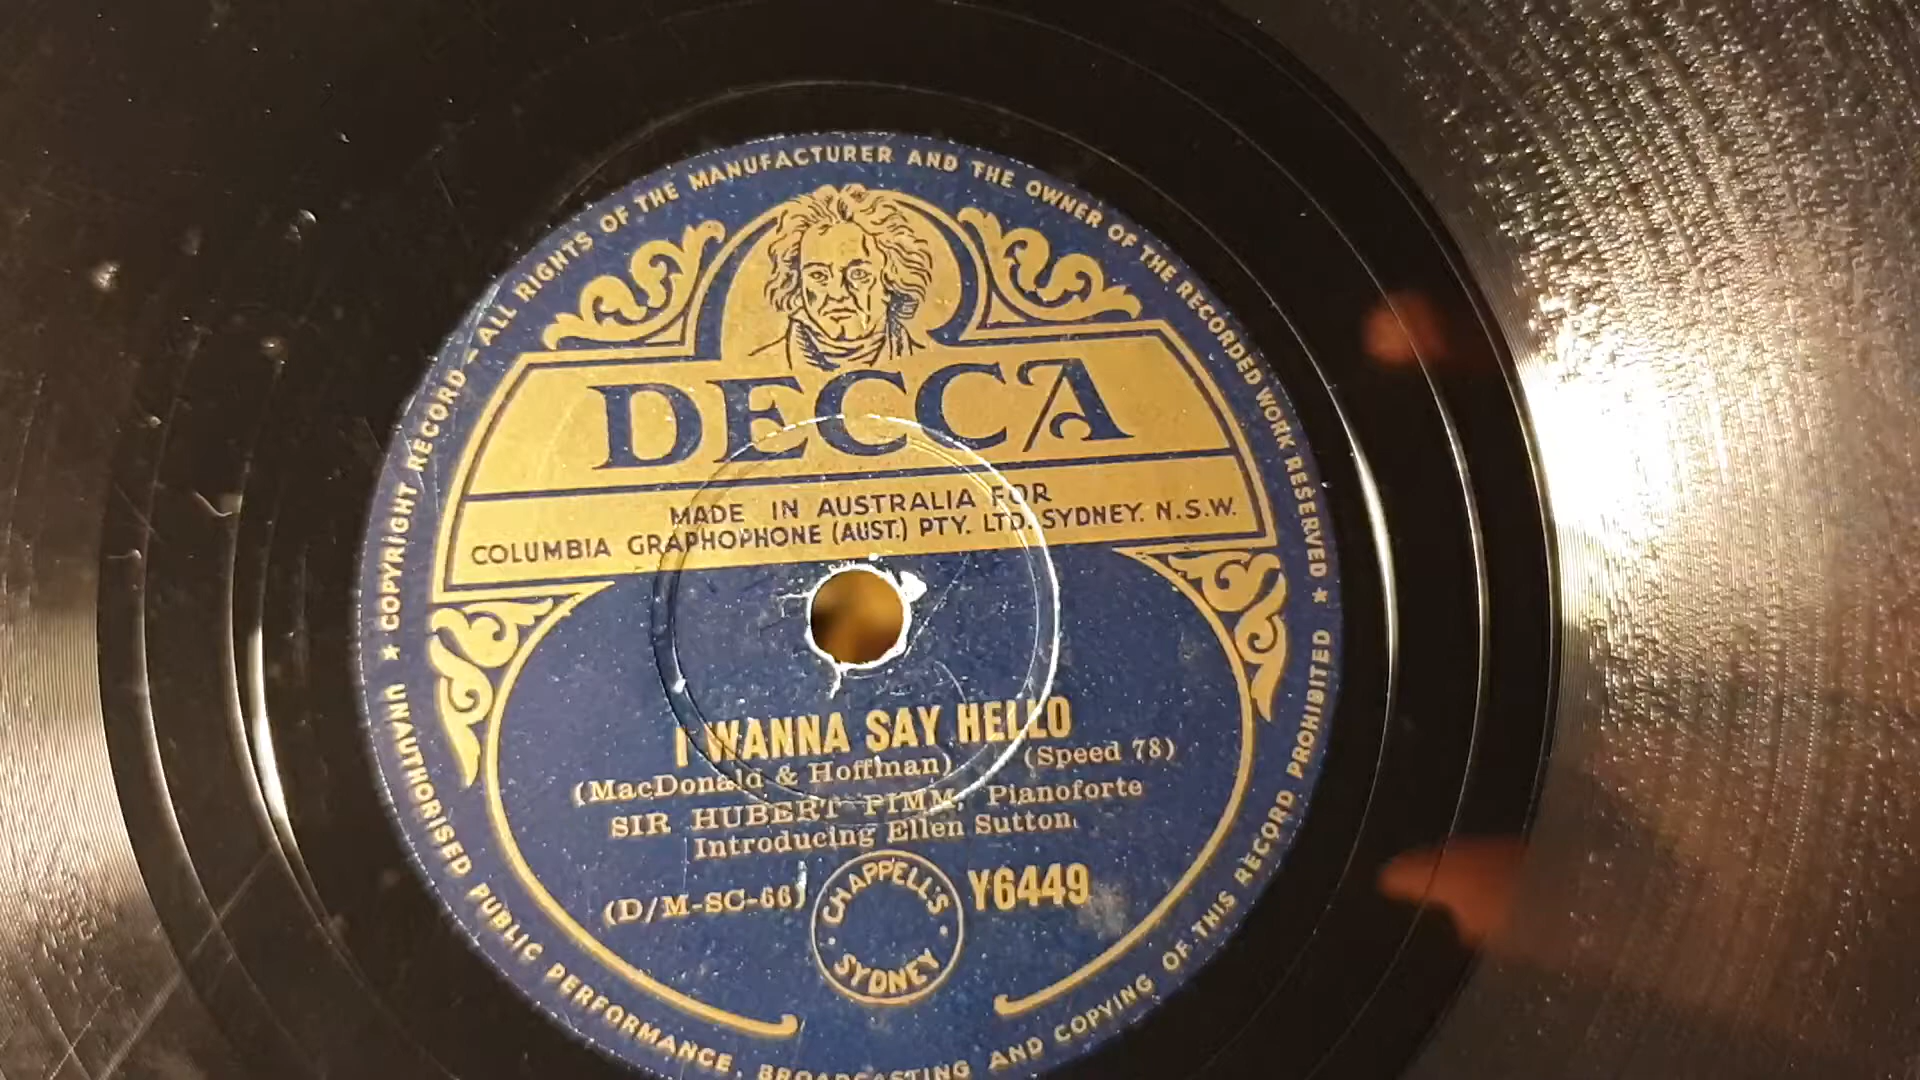 ★ COPYRIGHT RECORD - ALL RIGHTS OF THE MANUFACTURER AND THE OWNER OF THE RECORDED WORK RESERVED ★
UNAUTHORISED PUBLIC PERFORMANCE, BROADCASTING AND COPYING OF THIS RECORD PROHIBITED
DECCA
MADE IN AUSTRALIA FOR
COLUMBIA GRAPHOPHONE (AUST.) PTY. LTD. SYDNEY. N.S.W.
I WANNA SAY HELLO
(MacDonald & Hoffman) (Speed 78)
SIR HUBERT PIMM, Pianoforte
Introducing Ellen Sutton
(D/M-SC-66) Y6449
CHAPPELL'S
SYDNEY